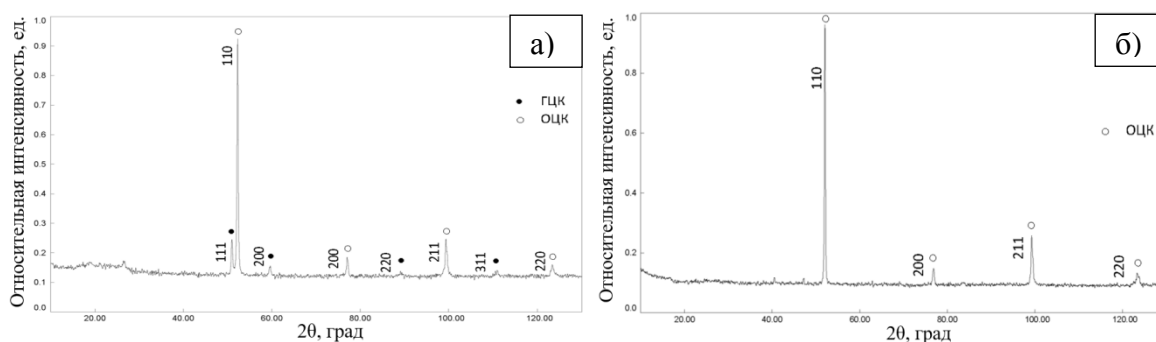 Относительная интенсивность, ед.
1.0
0.9
0.8
0.7
0.6
0.5
0.4
0.3
0.2
0.1
0.0
а)
110
● ГЦК
○ ОЦК
111
200
200
220
211
311
220
20.00 40.00 60.00 80.00 100.00 120.00
2θ, град
Относительная интенсивность, ед.
1.0
0.8
0.6
0.4
0.2
0.0
б)
110
○ ОЦК
200
211
220
20.00 40.00 60.00 80.00 100.00 120.00
2θ, град